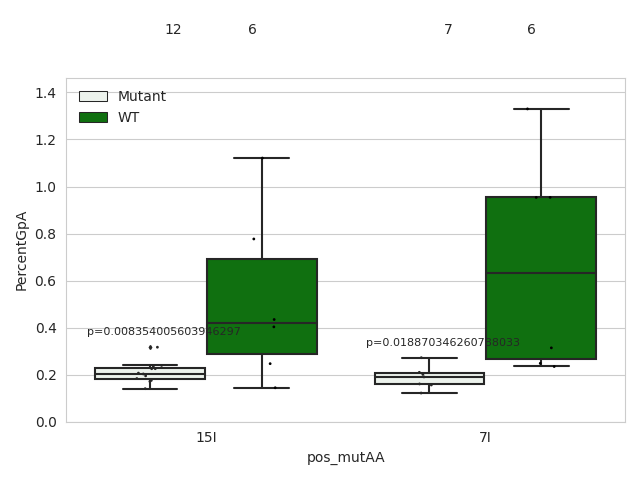 12 6 7 6
1.4
Mutant
WT
1.2
1.0
0.8
0.6
0.4
0.2
0.0
PercentGpA
p=0.008354005603946297
p=0.018870346260738033
15I 7I
pos_mutAA